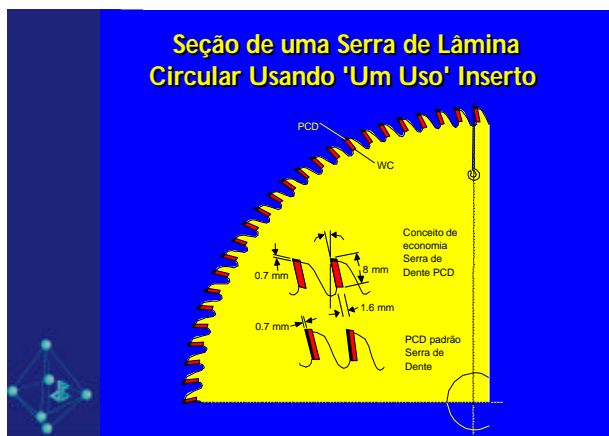 Seção de uma Serra de Lâmina
Circular Usando 'Um Uso' Inserto
PCD
WC
Conceito de
economia
Serra de
Dente PCD
0.7 mm
8 mm
1.6 mm
0.7 mm
PCD padrão
Serra de
Dente